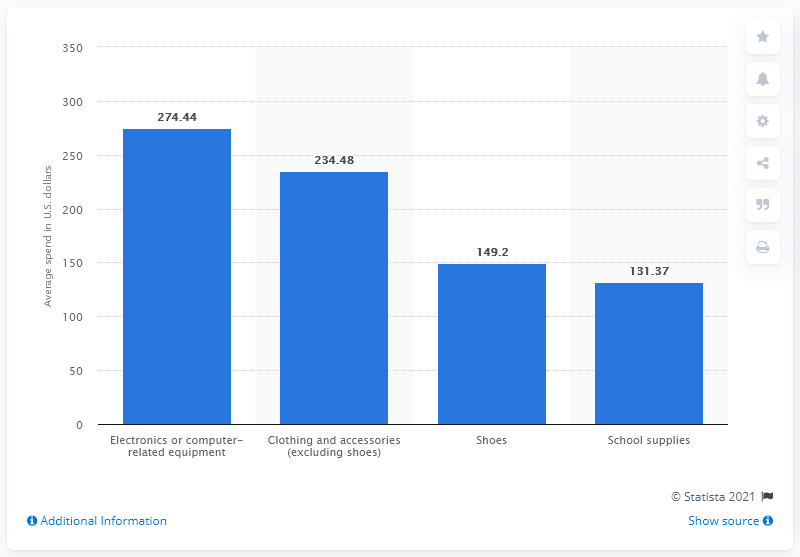 350
300
250
200
150
100
50
0
Average spend in U.S. dollars
274.44
234.48
149.2
131.37
Electronics or computer-
related equipment
Clothing and accessories
(excluding shoes)
Shoes
School supplies
© Statista 2021
Additional Information
Show source